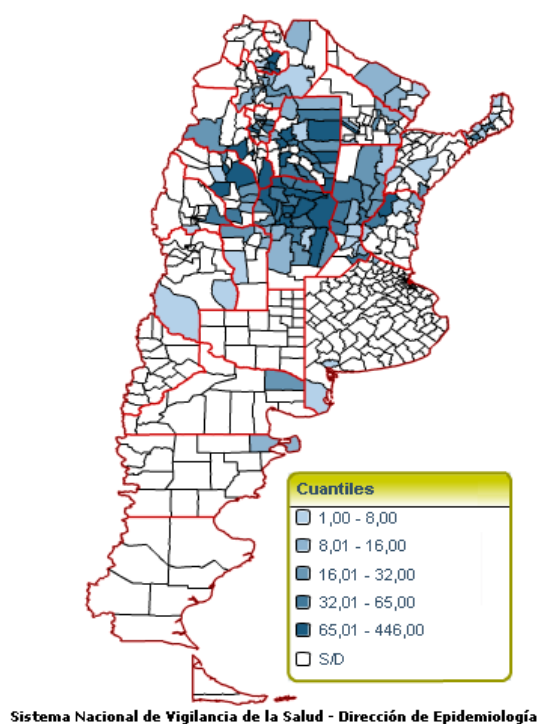 Cuantiles
1,00 - 8,00
8,01 - 16,00
16,01 - 32,00
32,01 - 65,00
65,01 - 446,00
S/D
Sistema Nacional de Vigilancia de la Salud - Dirección de Epidemiología